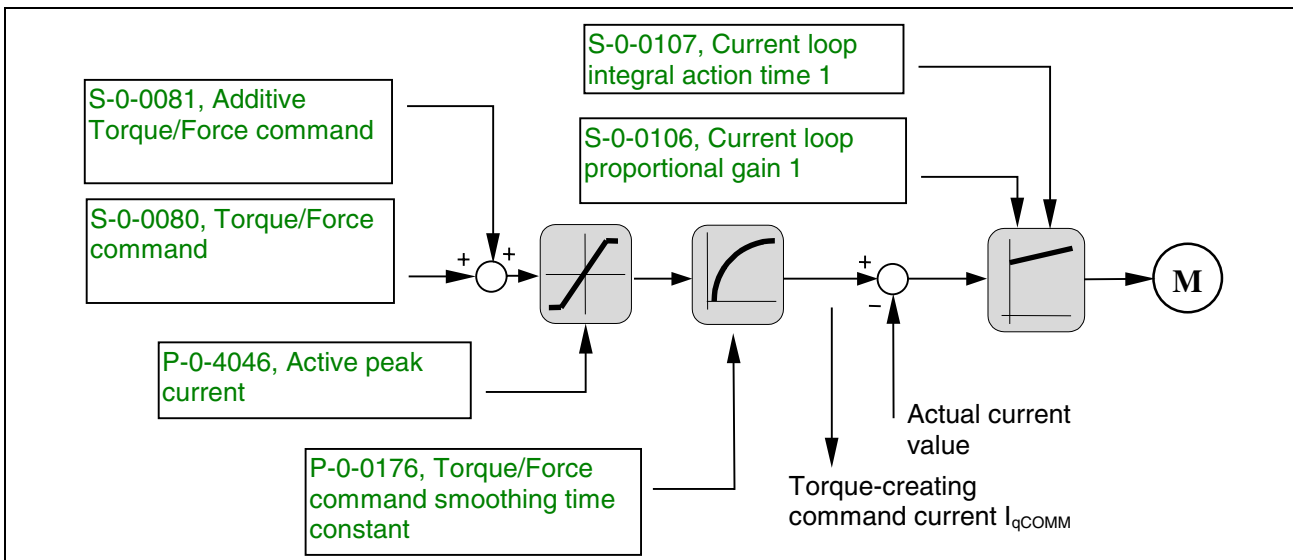 S-0-0107, Current loop
integral action time 1
S-0-0081, Additive
Torque/Force command
S-0-0106, Current loop
proportional gain 1
S-0-0080, Torque/Force
command
+
+
+
−
M
P-0-4046, Active peak
current
Actual current
value
P-0-0176, Torque/Force
command smoothing time
constant
Torque-creating
command current IqCOMM